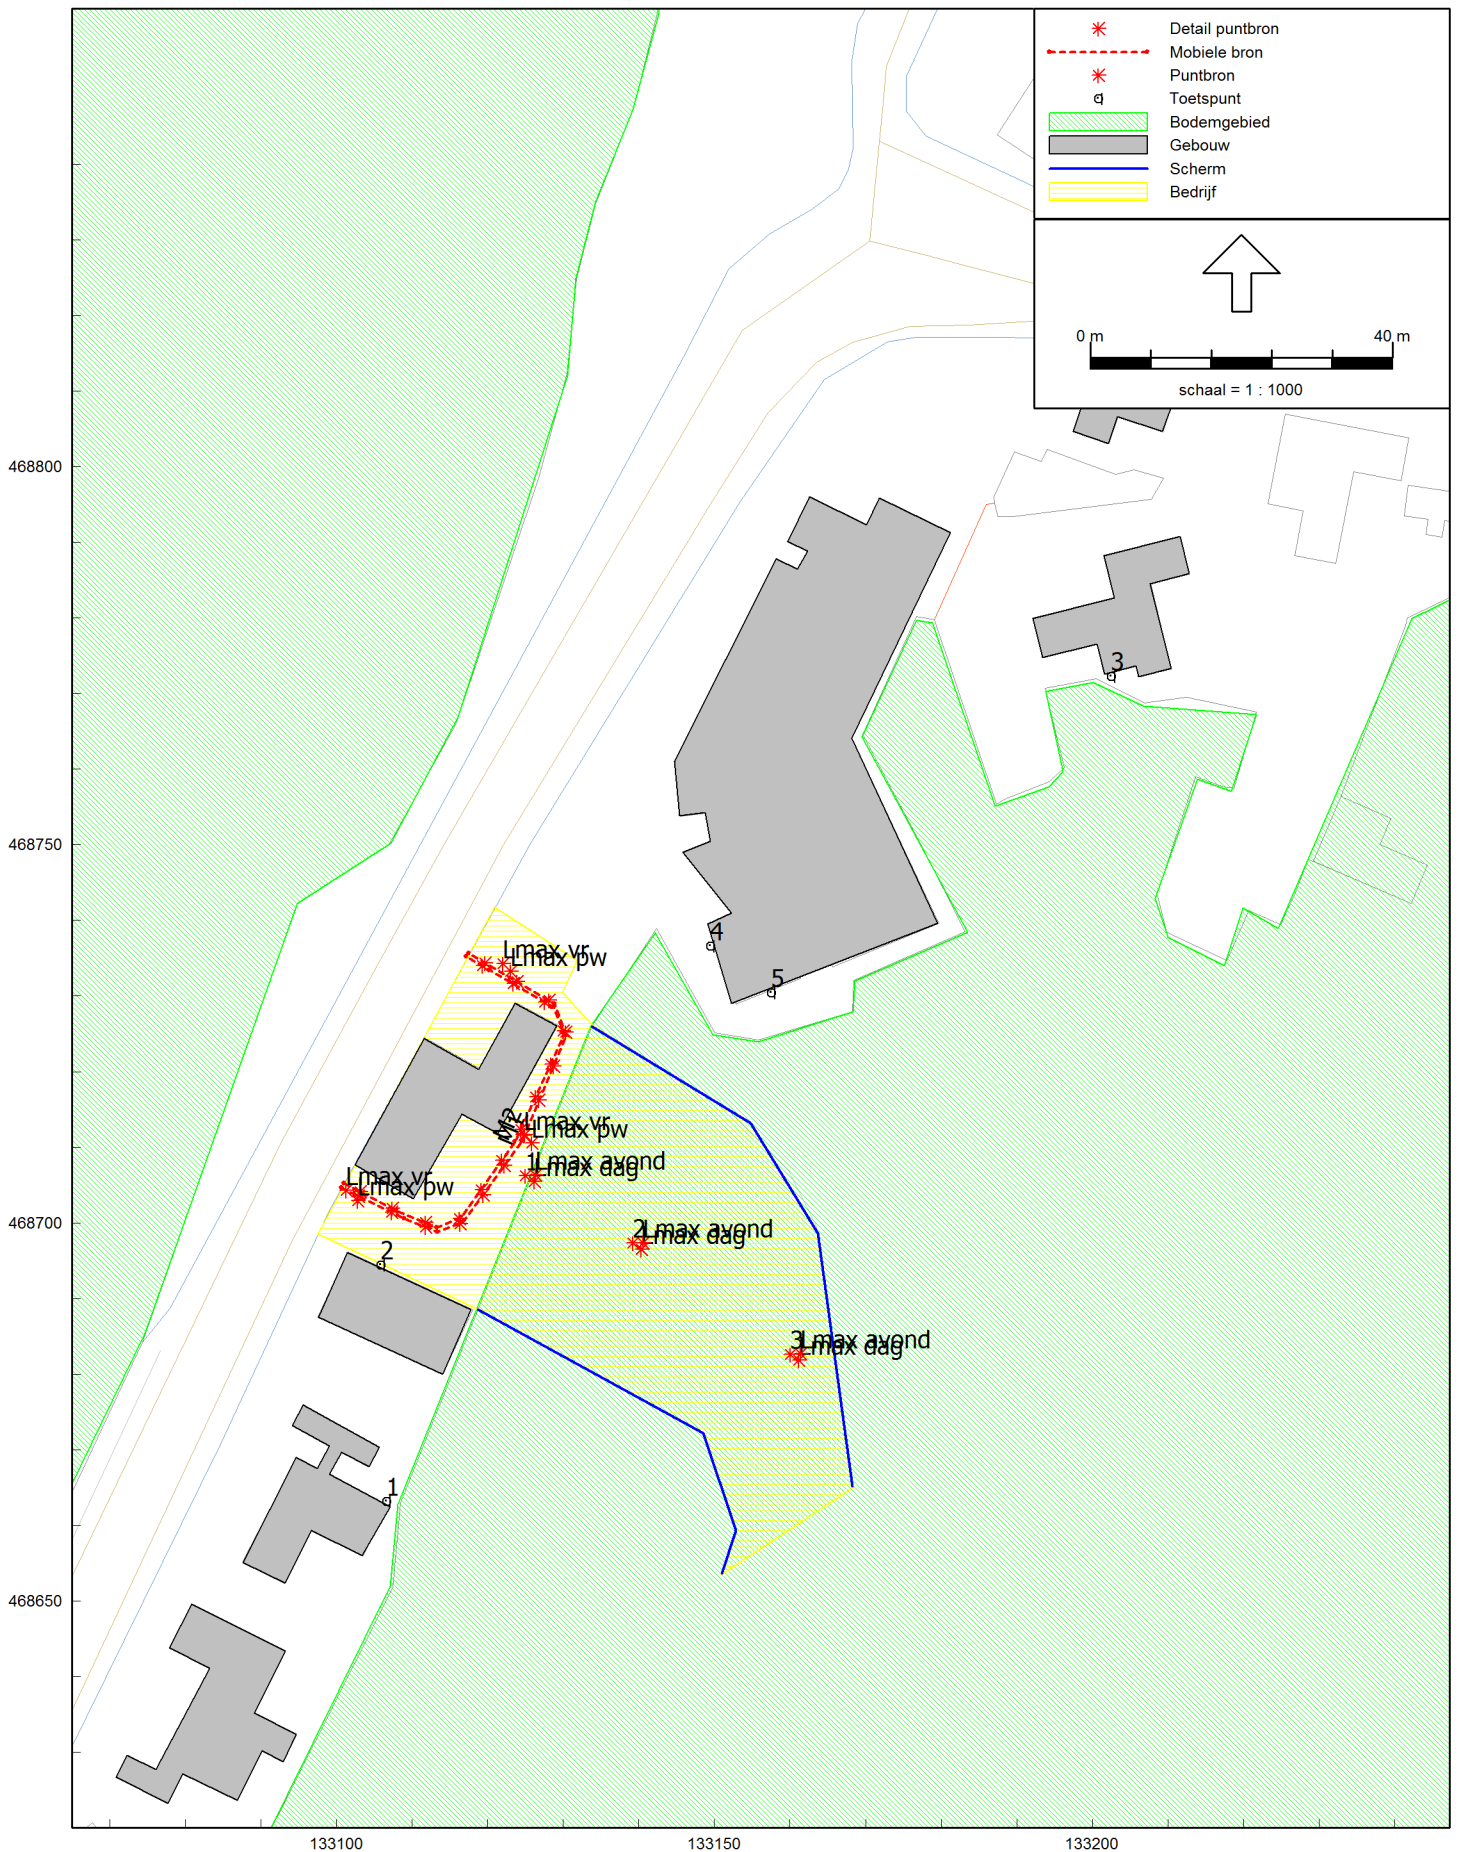 Detail puntbron
Mobiele bron
Puntbron
Toetspunt
Bodemgebied
Gebouw
Scherm
Bedrijf
0 m 40 m
schaal = 1 : 1000
468800
3
468750
4
Lmax vr
Lmax pw
5
Lmax vr
Lmax pw
1 Lmax avond
Lmax dag
Lmax vr
Lmax pw
468700
2 Lmax avond
Lmax dag
2
3 Lmax avond
Lmax dag
1
468650
133100 133150 133200